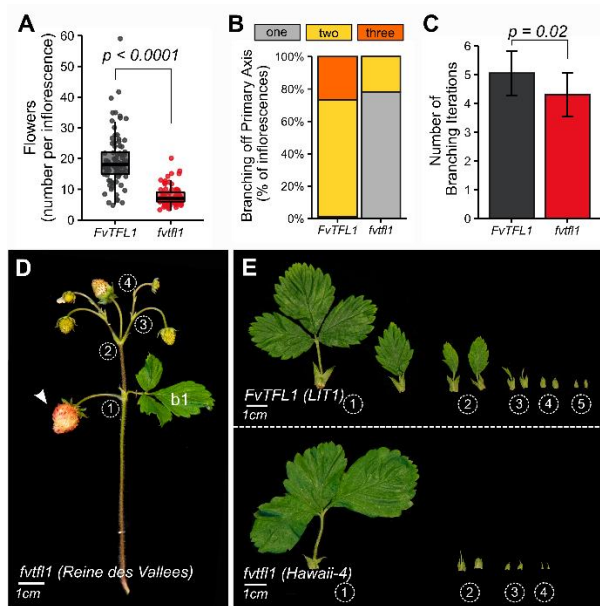 A
p < 0.0001
Flowers
(number per inflorescence)
60
50
40
30
20
10
0
FvTFL1
fvtfl1
B
one
two
three
Branching off Primary Axis
(% of inflorescences)
100%
80%
60%
40%
20%
0%
FvTFL1
fvtfl1
C
p = 0.02
Number of
Branching Iterations
6
5
4
3
2
1
0
FvTFL1
fvtfl1
D
4
3
2
1
b1
fvtfl1 (Reine des Vallees)
1cm
E
FvTFL1 (LIT1)
1cm
1
2
3
4
5
fvtfl1 (Hawaii-4)
1cm
1
2
3
4